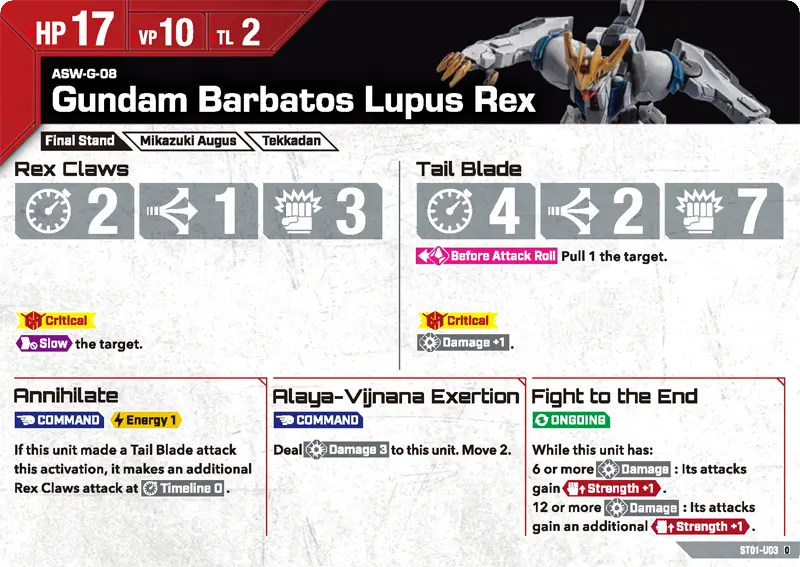 HP 17 VP 10 TL 2
ASW-G-08
Gundam Barbatos Lupus Rex
Final Stand Mikazuki Augus Tekkadan
Rex Claws
2 1 3
Critical
Slow the target.
Tail Blade
4 2 7
Before Attack Roll Pull 1 the target.
Critical
Damage +1.
Annihilate
COMMAND Energy 1
If this unit made a Tail Blade attack
this activation, it makes an additional
Rex Claws attack at Timeline 0.
Alaya-Vijnana Exertion
COMMAND
Deal Damage 3 to this unit. Move 2.
Fight to the End
ONGOING
While this unit has:
6 or more Damage : Its attacks
gain Strength +1.
12 or more Damage : Its attacks
gain an additional Strength +1.
ST01-U03 0